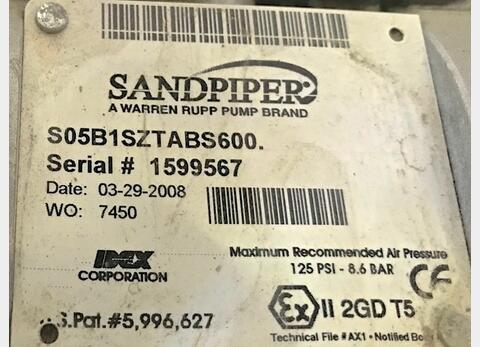 SANDPIPER
A WARREN RUPP PUMP BRAND
S05B1SZTABS600.
Serial # 1599567
Date: 03-29-2008
WO: 7450
IDEX
CORPORATION
Maximum Recommended Air Pressure
125 PSI - 8.6 BAR
CE
Ex II 2GD T5
.S.Pat.#5,996,627
Technical File #AX1 • Notified Bo